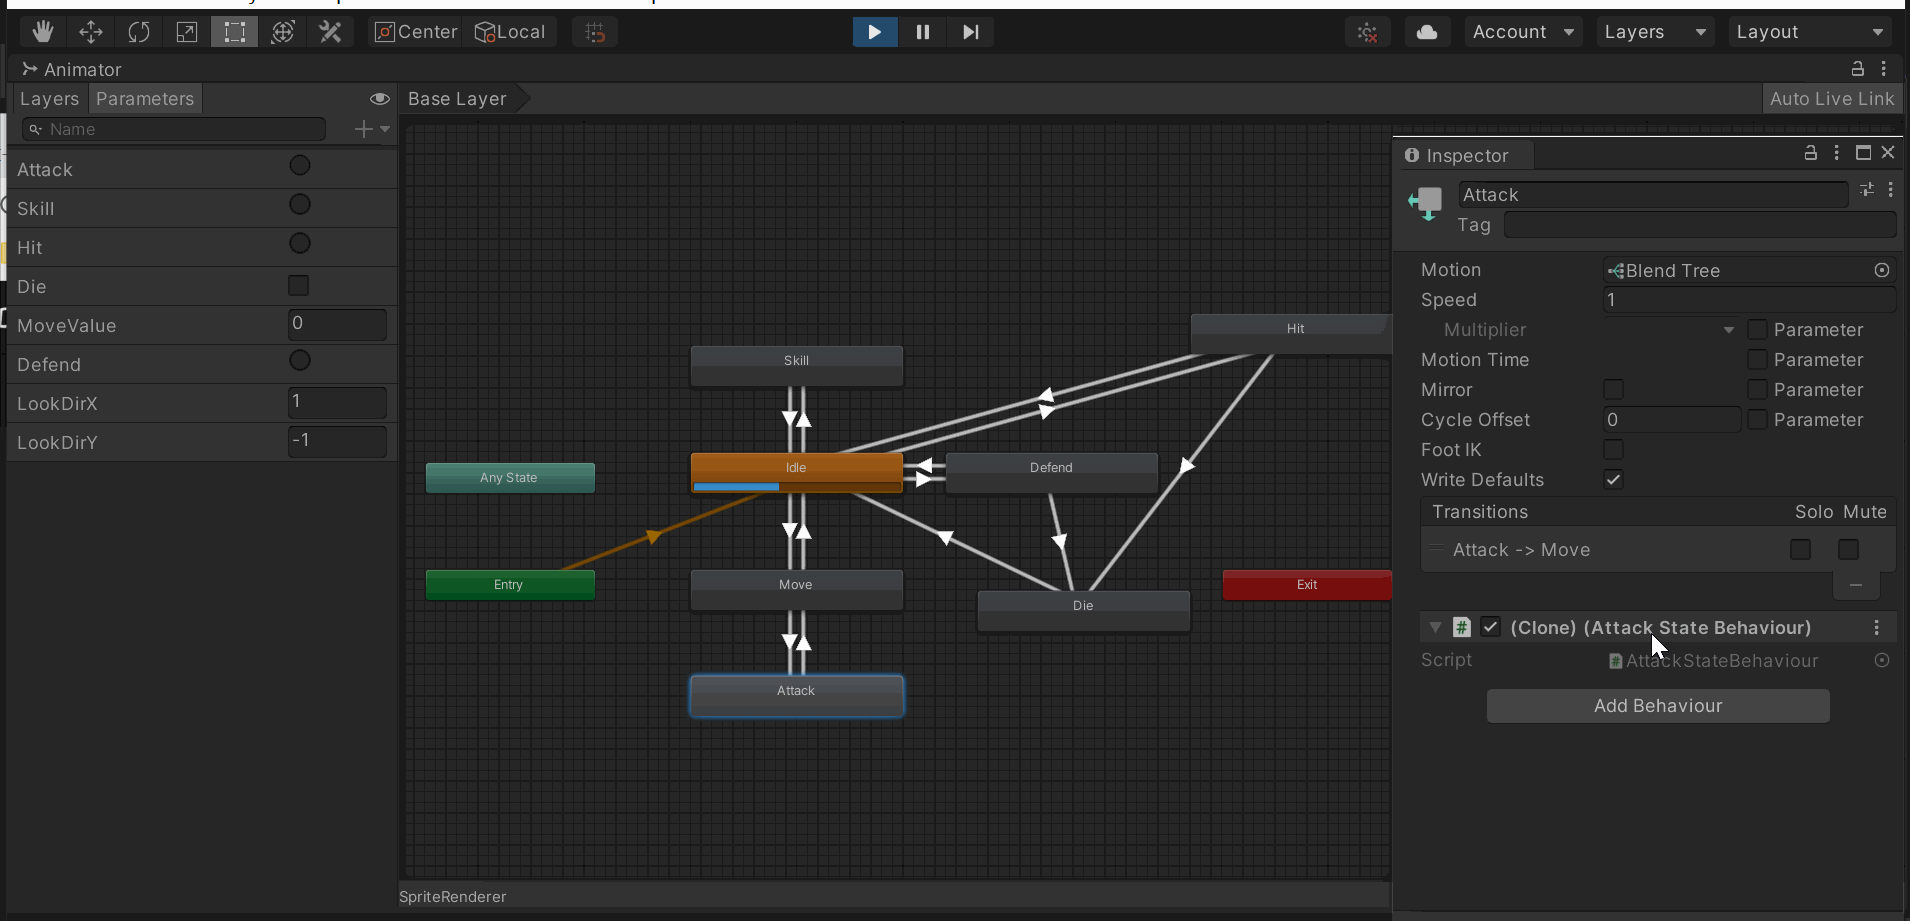 Center
Local
Account
Layers
Layout
Animator
Layers
Parameters
Base Layer
Auto Live Link
Name
Attack
Skill
Hit
Die
MoveValue
0
Defend
LookDirX
1
LookDirY
-1
Hit
Skill
Idle
Defend
Any State
Entry
Move
Die
Exit
Attack
SpriteRenderer
Inspector
Attack
Tag
Motion
Blend Tree
Speed
1
Multiplier
Parameter
Motion Time
Parameter
Mirror
Parameter
Cycle Offset
0
Parameter
Foot IK
Write Defaults
Transitions
Solo Mute
Attack -> Move
(Clone) (Attack State Behaviour)
Script
AttackStateBehaviour
Add Behaviour